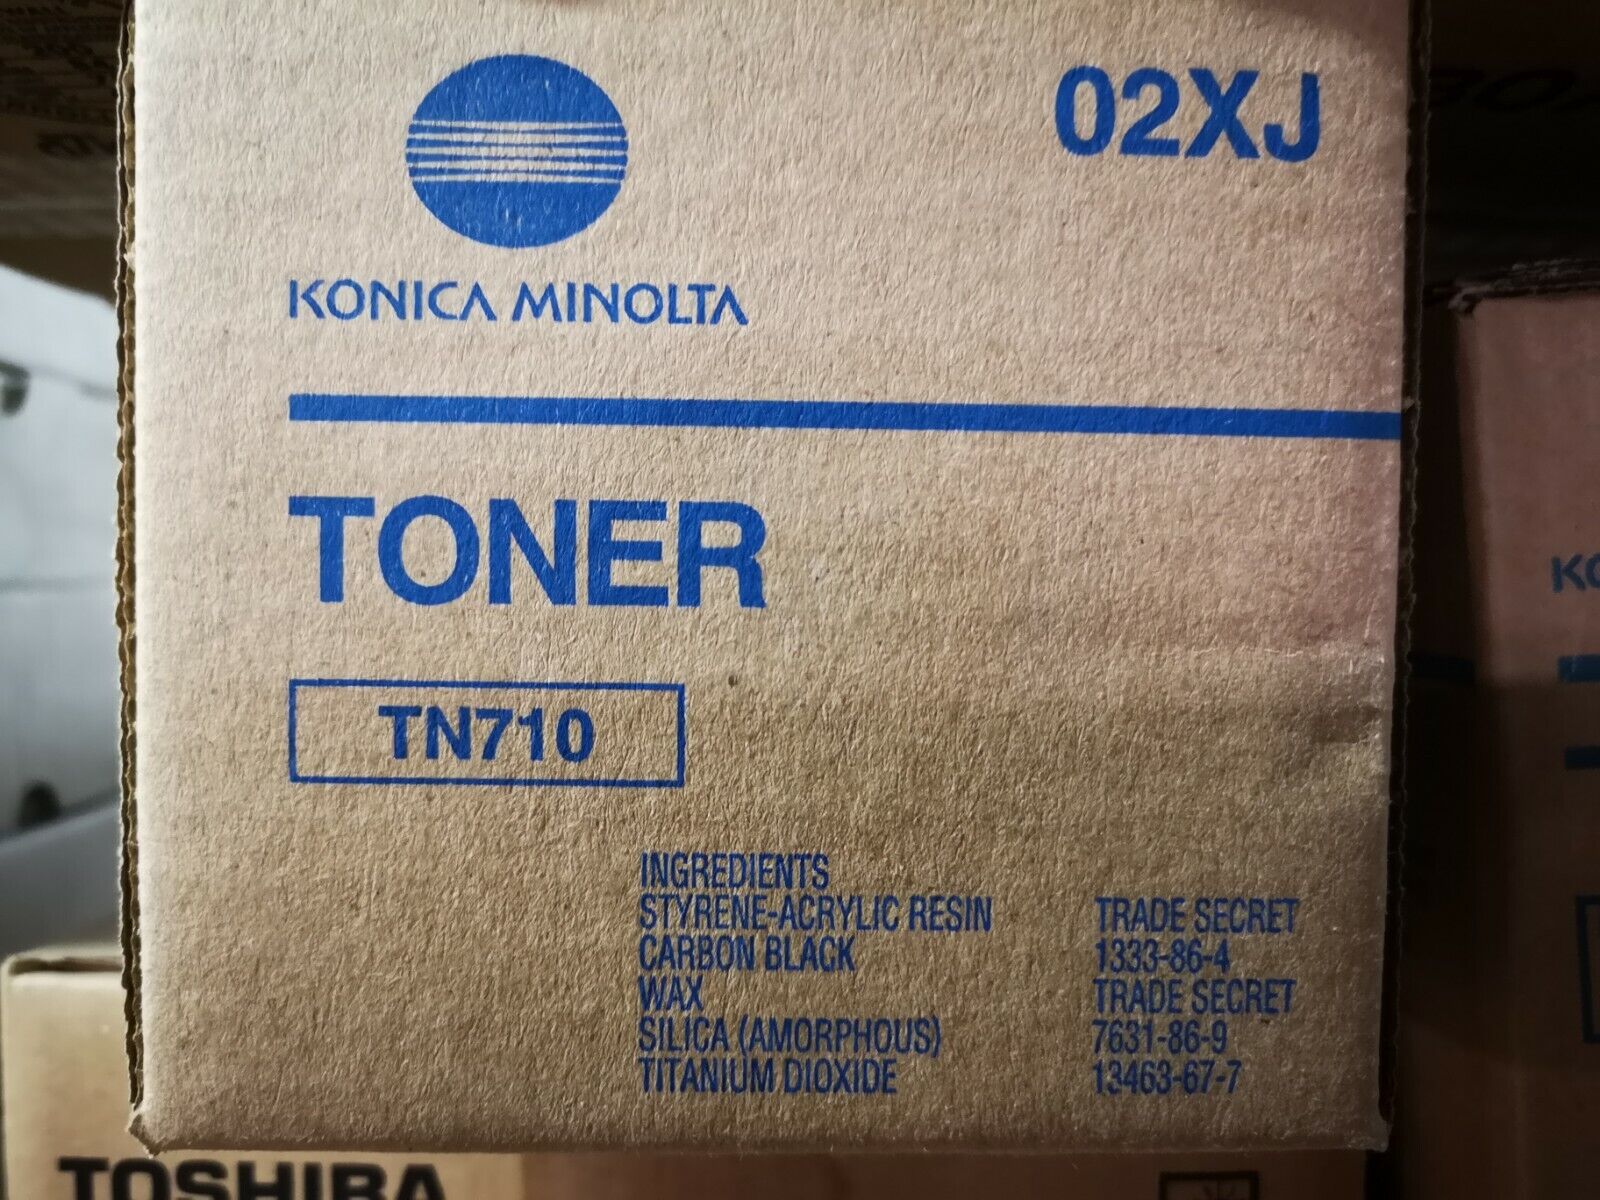 02XJ
KONICA MINOLTA
TONER
TN710
INGREDIENTS
STYRENE-ACRYLIC RESIN TRADE SECRET
CARBON BLACK 1333-86-4
WAX TRADE SECRET
SILICA (AMORPHOUS) 7631-86-9
TITANIUM DIOXIDE 13463-67-7
KO
TOSHIBA